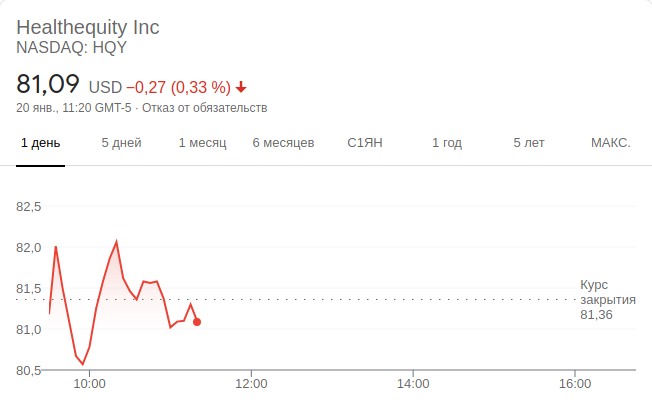 Healthequity Inc
NASDAQ: HQY
81,09 USD −0,27 (0,33 %)
20 янв., 11:20 GMT-5 · Отказ от обязательств
1 день 5 дней 1 месяц 6 месяцев С1ЯН 1 год 5 лет МАКС.
82,5
82,0
81,5
81,0
80,5
Курс
закрытия
81,36
10:00 12:00 14:00 16:00